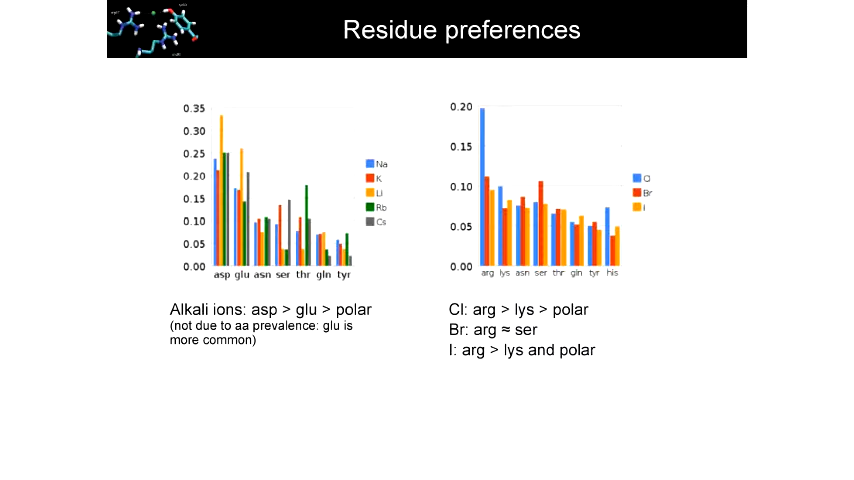 Residue preferences
0.35
0.30
0.25
0.20
0.15
0.10
0.05
0.00
asp glu asn ser thr gln tyr
Na
K
Li
Rb
Cs
0.20
0.15
0.10
0.05
0.00
arg lys asn ser thr gln tyr his
Cl
Br
I
Alkali ions: asp > glu > polar
(not due to aa prevalence: glu is
more common)
Cl: arg > lys > polar
Br: arg ≈ ser
I: arg > lys and polar